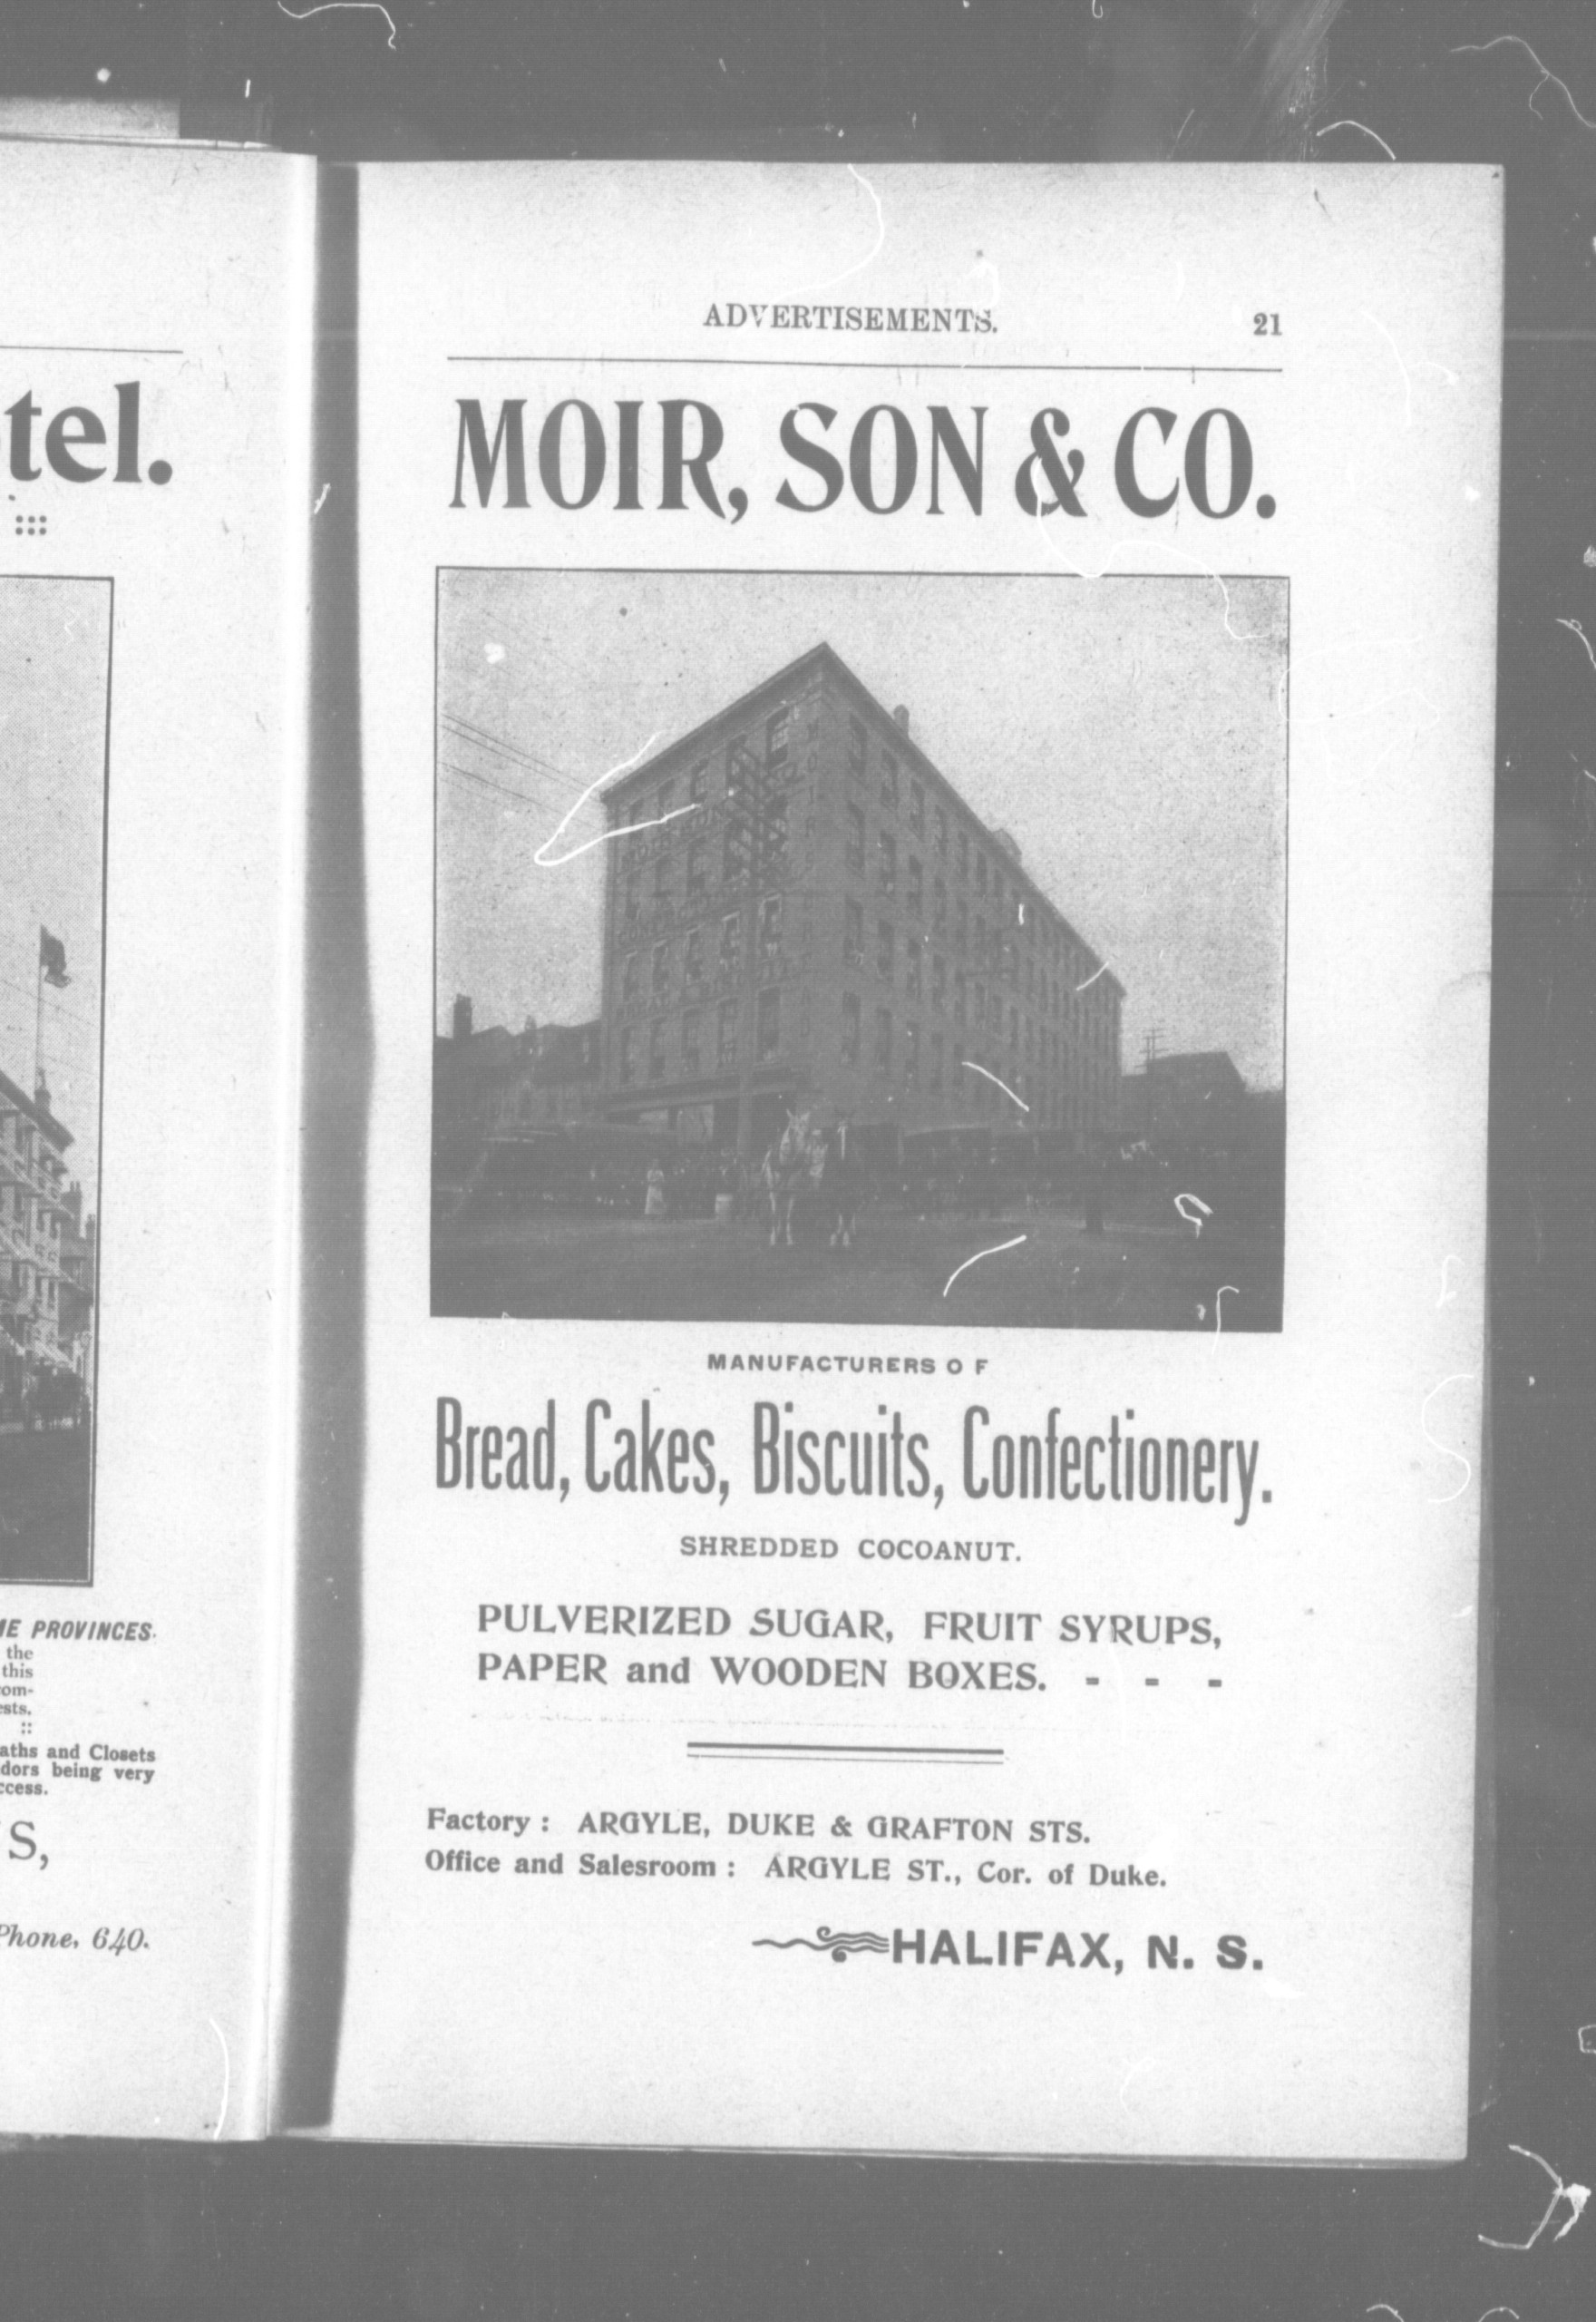 tel.
ME PROVINCES.
the
this
ests.
aths and Closets
dors being very
ccess.
S,
Phone, 640.
ADVERTISEMENTS. 21
MOIR, SON & CO.
MANUFACTURERS OF
Bread, Cakes, Biscuits, Confectionery.
SHREDDED COCOANUT.
PULVERIZED SUGAR, FRUIT SYRUPS,
PAPER and WOODEN BOXES. - - -
Factory : ARGYLE, DUKE & GRAFTON STS.
Office and Salesroom : ARGYLE ST., Cor. of Duke.
HALIFAX, N. S.